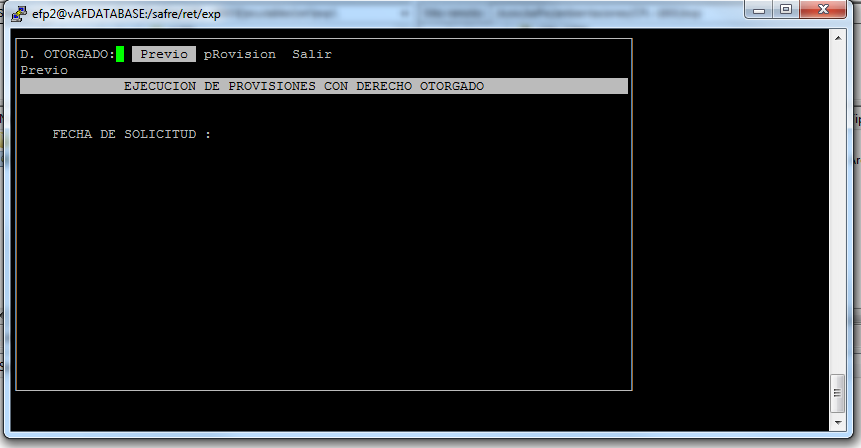 efp2@vAFDATABASE:/safre/ret/exp
D. OTORGADO: Previo pRovision Salir
Previo
EJECUCION DE PROVISIONES CON DERECHO OTORGADO
FECHA DE SOLICITUD :